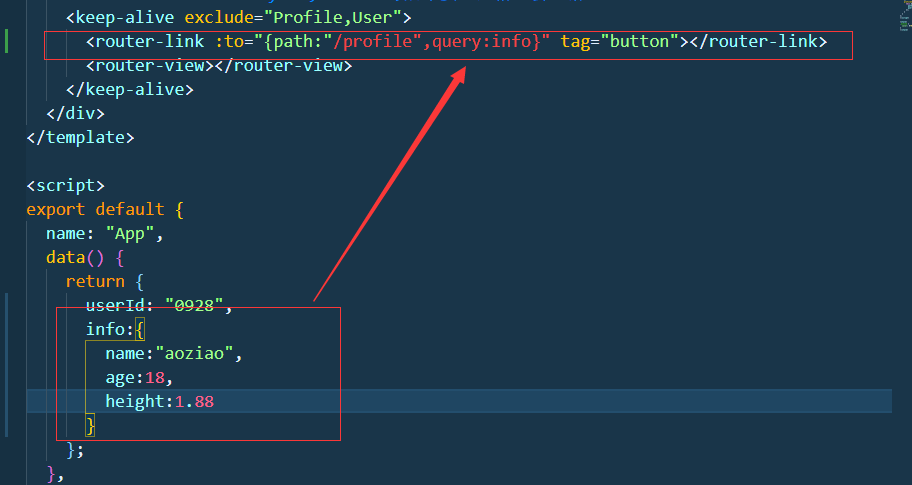 <keep-alive exclude="Profile,User">
<router-link :to="{path:"/profile",query:info}" tag="button"></router-link>
<router-view></router-view>
</keep-alive>
</div>
</template>
<script>
export default {
name: "App",
data() {
return {
userId: "0928",
info:{
name:"aoziao",
age:18,
height:1.88
}
};
},